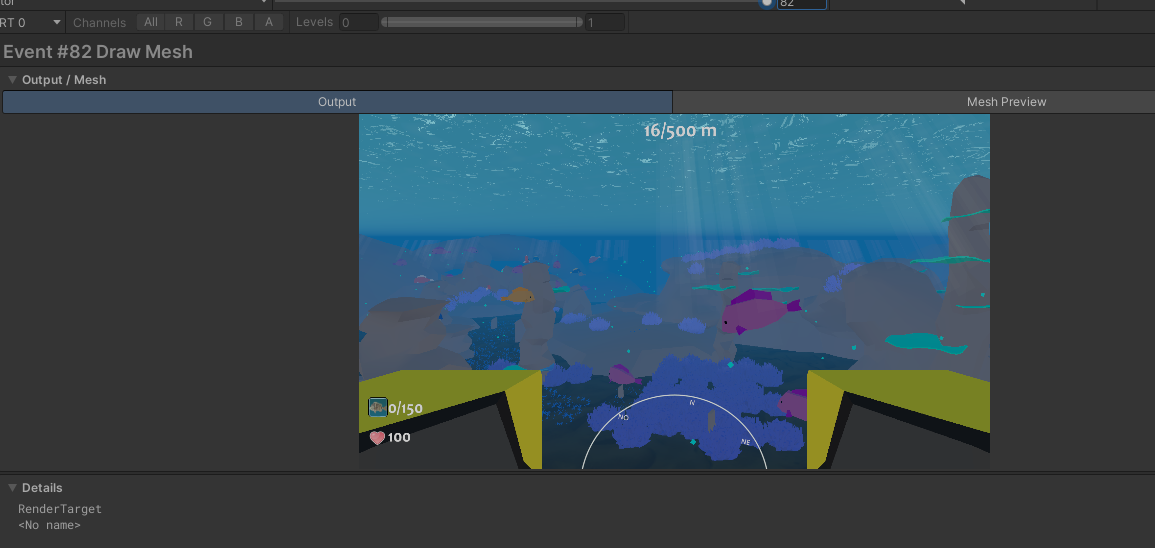 82
RT 0 Channels All R G B A Levels 0 1
Event #82 Draw Mesh
Output / Mesh
Output Mesh Preview
16/500 m
0/150
100
NO N NE
Details
RenderTarget
<No name>